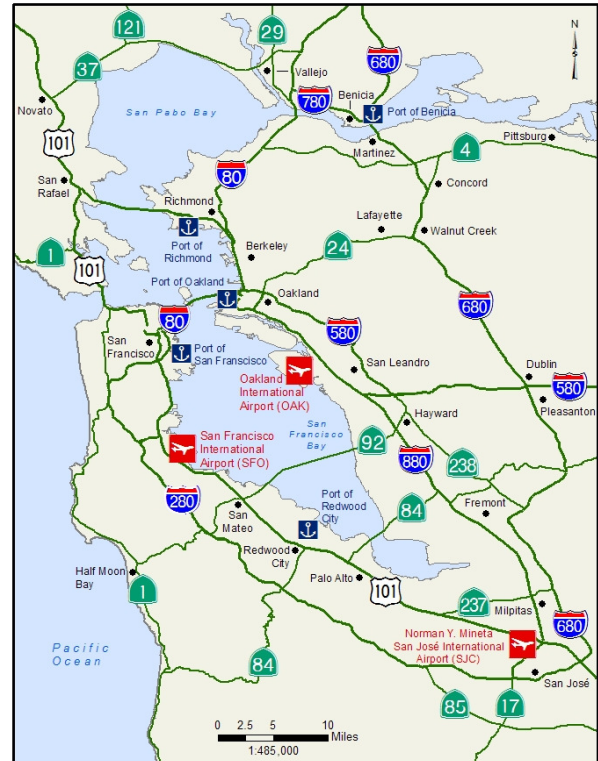 121
29
680
N
37
Vallejo
Novato
780
Benicia
Port of Benicia
San Pabo Bay
Pittsburg
101
Martinez
4
San
Rafael
80
Concord
Richmond
Lafayette
Walnut Creek
Port of
Richmond
24
1
Berkeley
101
Port of Oakland
680
Oakland
80
580
San
Francisco
Port of
San Franscisco
San Leandro
Dublin
Oakland
International
Airport (OAK)
580
Pleasanton
Hayward
San
Francisco
Bay
San Francisco
International
Airport (SFO)
92
880
238
280
Port of
Redwood
City
84
Fremont
San
Mateo
Redwood
City
Half Moon
Bay
Palo Alto
101
1
237
Milpitas
680
Norman Y. Mineta
San José International
Airport (SJC)
Pacific
Ocean
84
San José
85
17
0 2.5 5 10
Miles
1:485,000